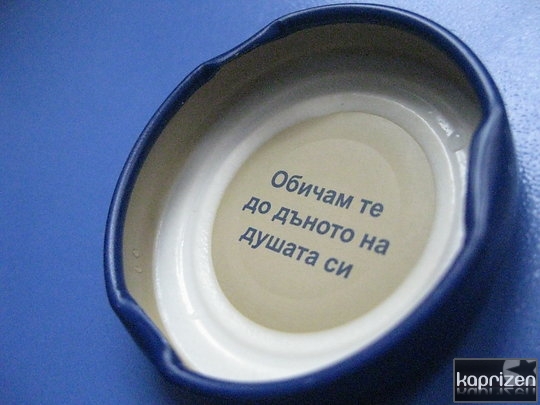 Обичам те
до дъното на
душата си
kaprizen